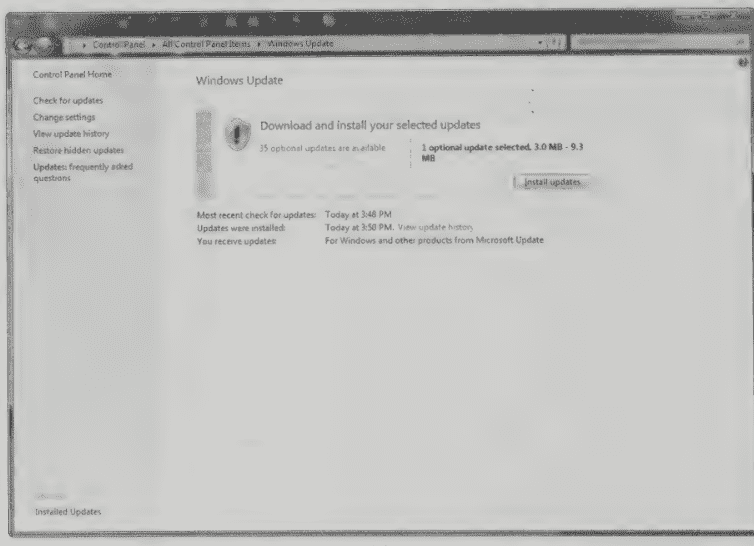 Control Panel ▸ All Control Panel Items ▸ Windows Update
Control Panel Home
Check for updates
Change settings
View update history
Restore hidden updates
Updates: frequently asked
questions
Windows Update
Download and install your selected updates
35 optional updates are available
1 optional update selected, 3.0 MB - 9.3
MB
Install updates
Most recent check for updates: Today at 3:48 PM
Updates were installed: Today at 3:50 PM. View update history
You receive updates: For Windows and other products from Microsoft Update
Installed Updates